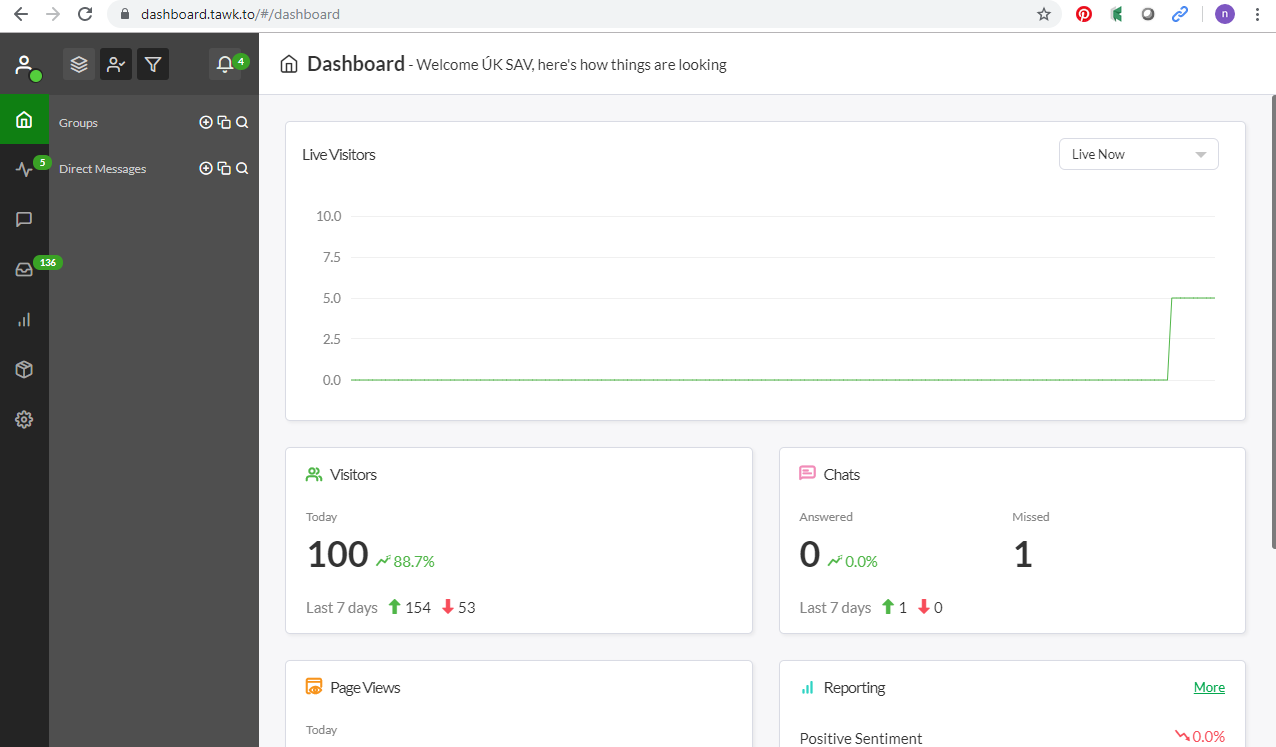 dashboard.tawk.to/#/dashboard
n
4
Dashboard - Welcome ÚK SAV, here's how things are looking
Groups
5
Direct Messages
136
Live Visitors
Live Now
10.0
7.5
5.0
2.5
0.0
Visitors
Today
100 88.7%
Last 7 days 154 53
Chats
Answered Missed
0 0.0% 1
Last 7 days 1 0
Page Views
Today
Reporting More
Positive Sentiment 0.0%